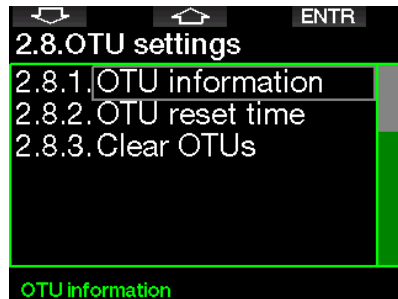 ENTR
2.8.OTU settings
2.8.1.OTU information
2.8.2.OTU reset time
2.8.3.Clear OTUs
OTU information